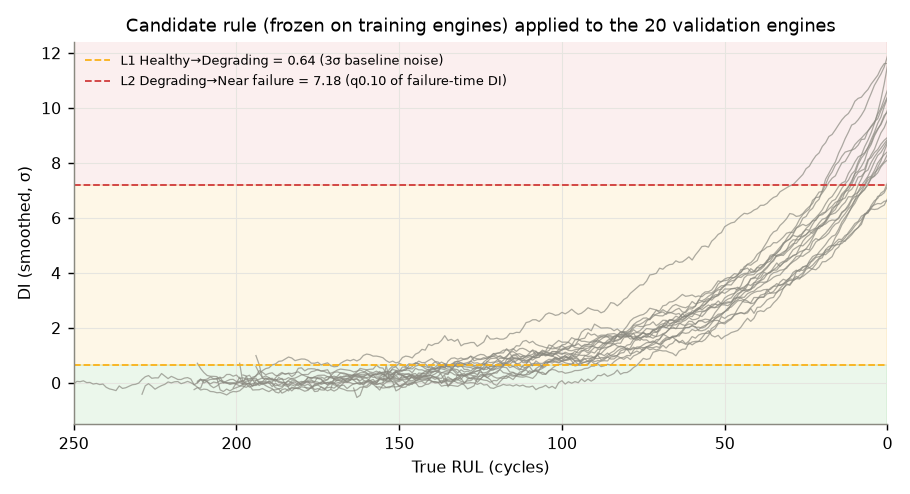 Candidate rule (frozen on training engines) applied to the 20 validation engines
L1 Healthy→Degrading = 0.64 (3σ baseline noise)
L2 Degrading→Near failure = 7.18 (q0.10 of failure-time DI)
DI (smoothed, σ)
12
10
8
6
4
2
0
250
200
150
100
50
0
True RUL (cycles)